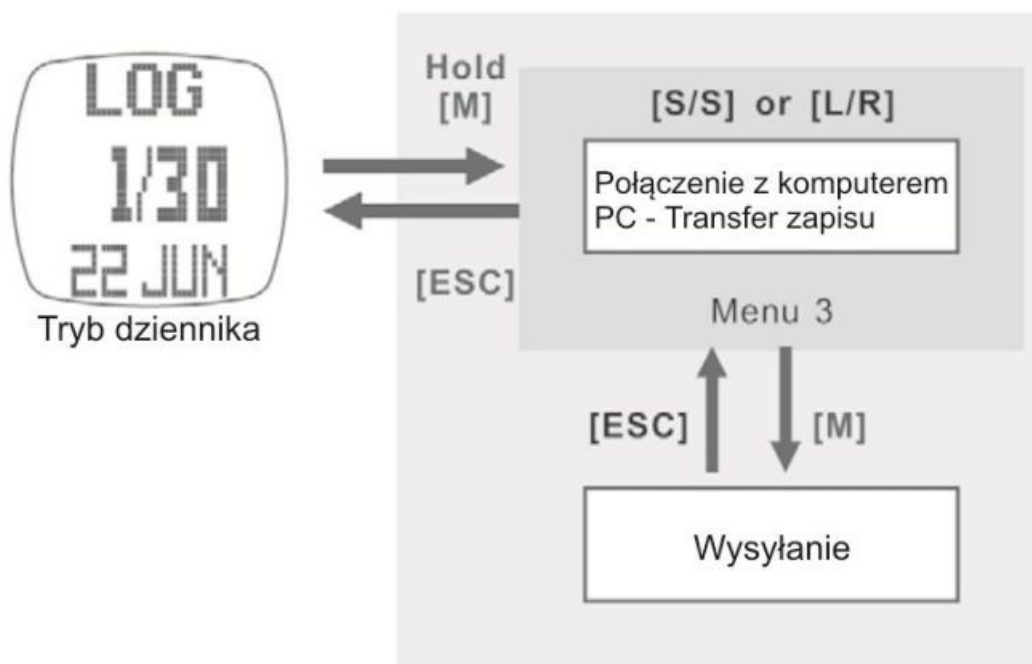 LOG
1/30
22 JUN
Tryb dziennika
Hold
[M]
[ESC]
[S/S] or [L/R]
Połączenie z komputerem
PC - Transfer zapisu
Menu 3
[ESC]
[M]
Wysyłanie